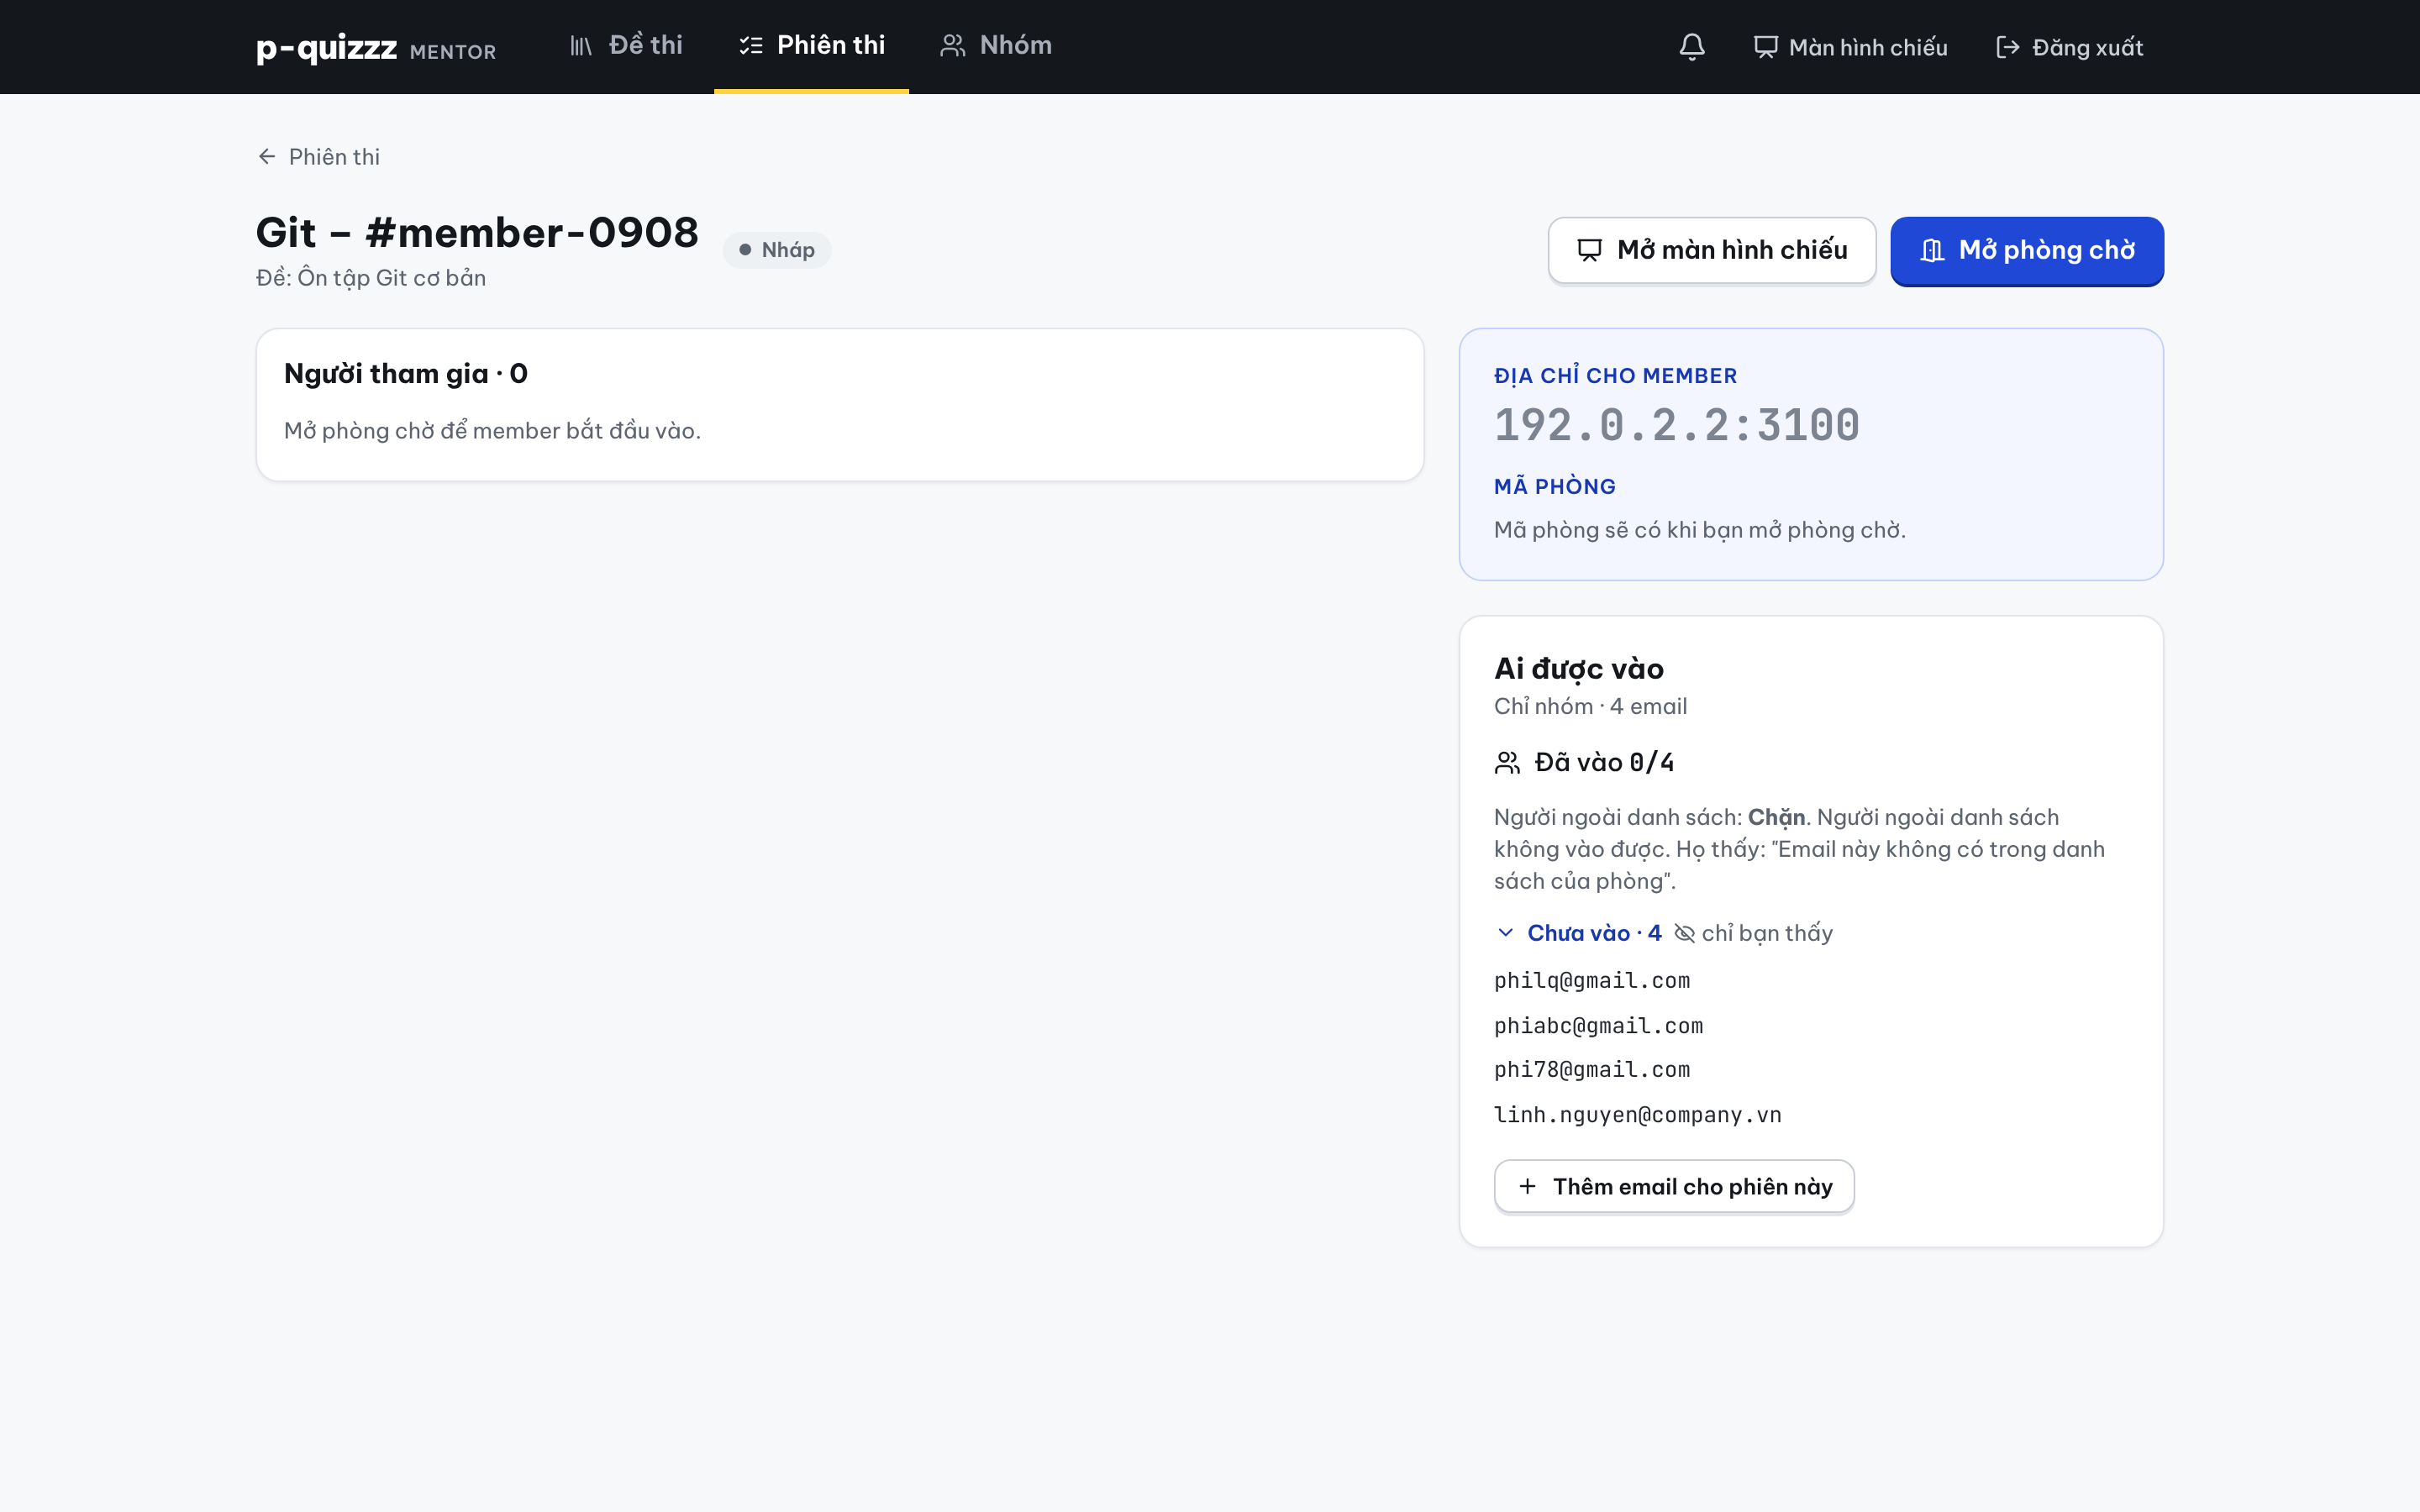 p-quizzz MENTOR
Đề thi
Phiên thi
Nhóm
Màn hình chiếu
Đăng xuất
Phiên thi
Git – #member-0908
Nháp
Đề: Ôn tập Git cơ bản
Mở màn hình chiếu
Mở phòng chờ
Người tham gia · 0
Mở phòng chờ để member bắt đầu vào.
ĐỊA CHỈ CHO MEMBER
192.0.2.2:3100
MÃ PHÒNG
Mã phòng sẽ có khi bạn mở phòng chờ.
Ai được vào
Chỉ nhóm · 4 email
Đã vào 0/4
Người ngoài danh sách: Chặn. Người ngoài danh sách
không vào được. Họ thấy: "Email này không có trong danh
sách của phòng".
Chưa vào · 4 chỉ bạn thấy
philq@gmail.com
phiabc@gmail.com
phi78@gmail.com
linh.nguyen@company.vn
Thêm email cho phiên này